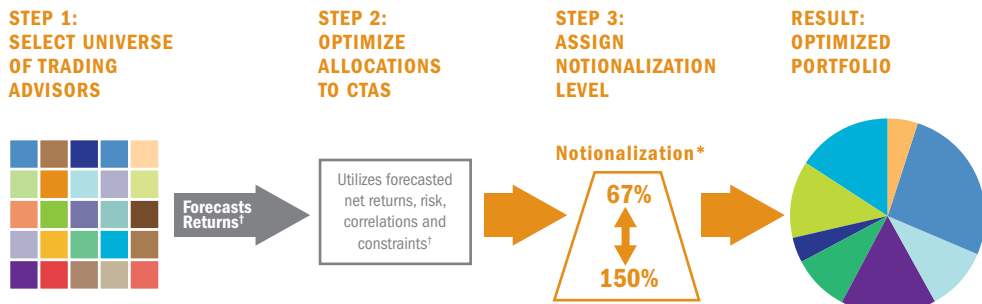 STEP 1:
SELECT UNIVERSE
OF TRADING
ADVISORS
STEP 2:
OPTIMIZE
ALLOCATIONS
TO CTAS
STEP 3:
ASSIGN
NOTIONALIZATION
LEVEL
RESULT:
OPTIMIZED
PORTFOLIO
Forecasts
Returns†
Utilizes forecasted
net returns, risk,
correlations and
constraints†
Notionalization*
67%
150%